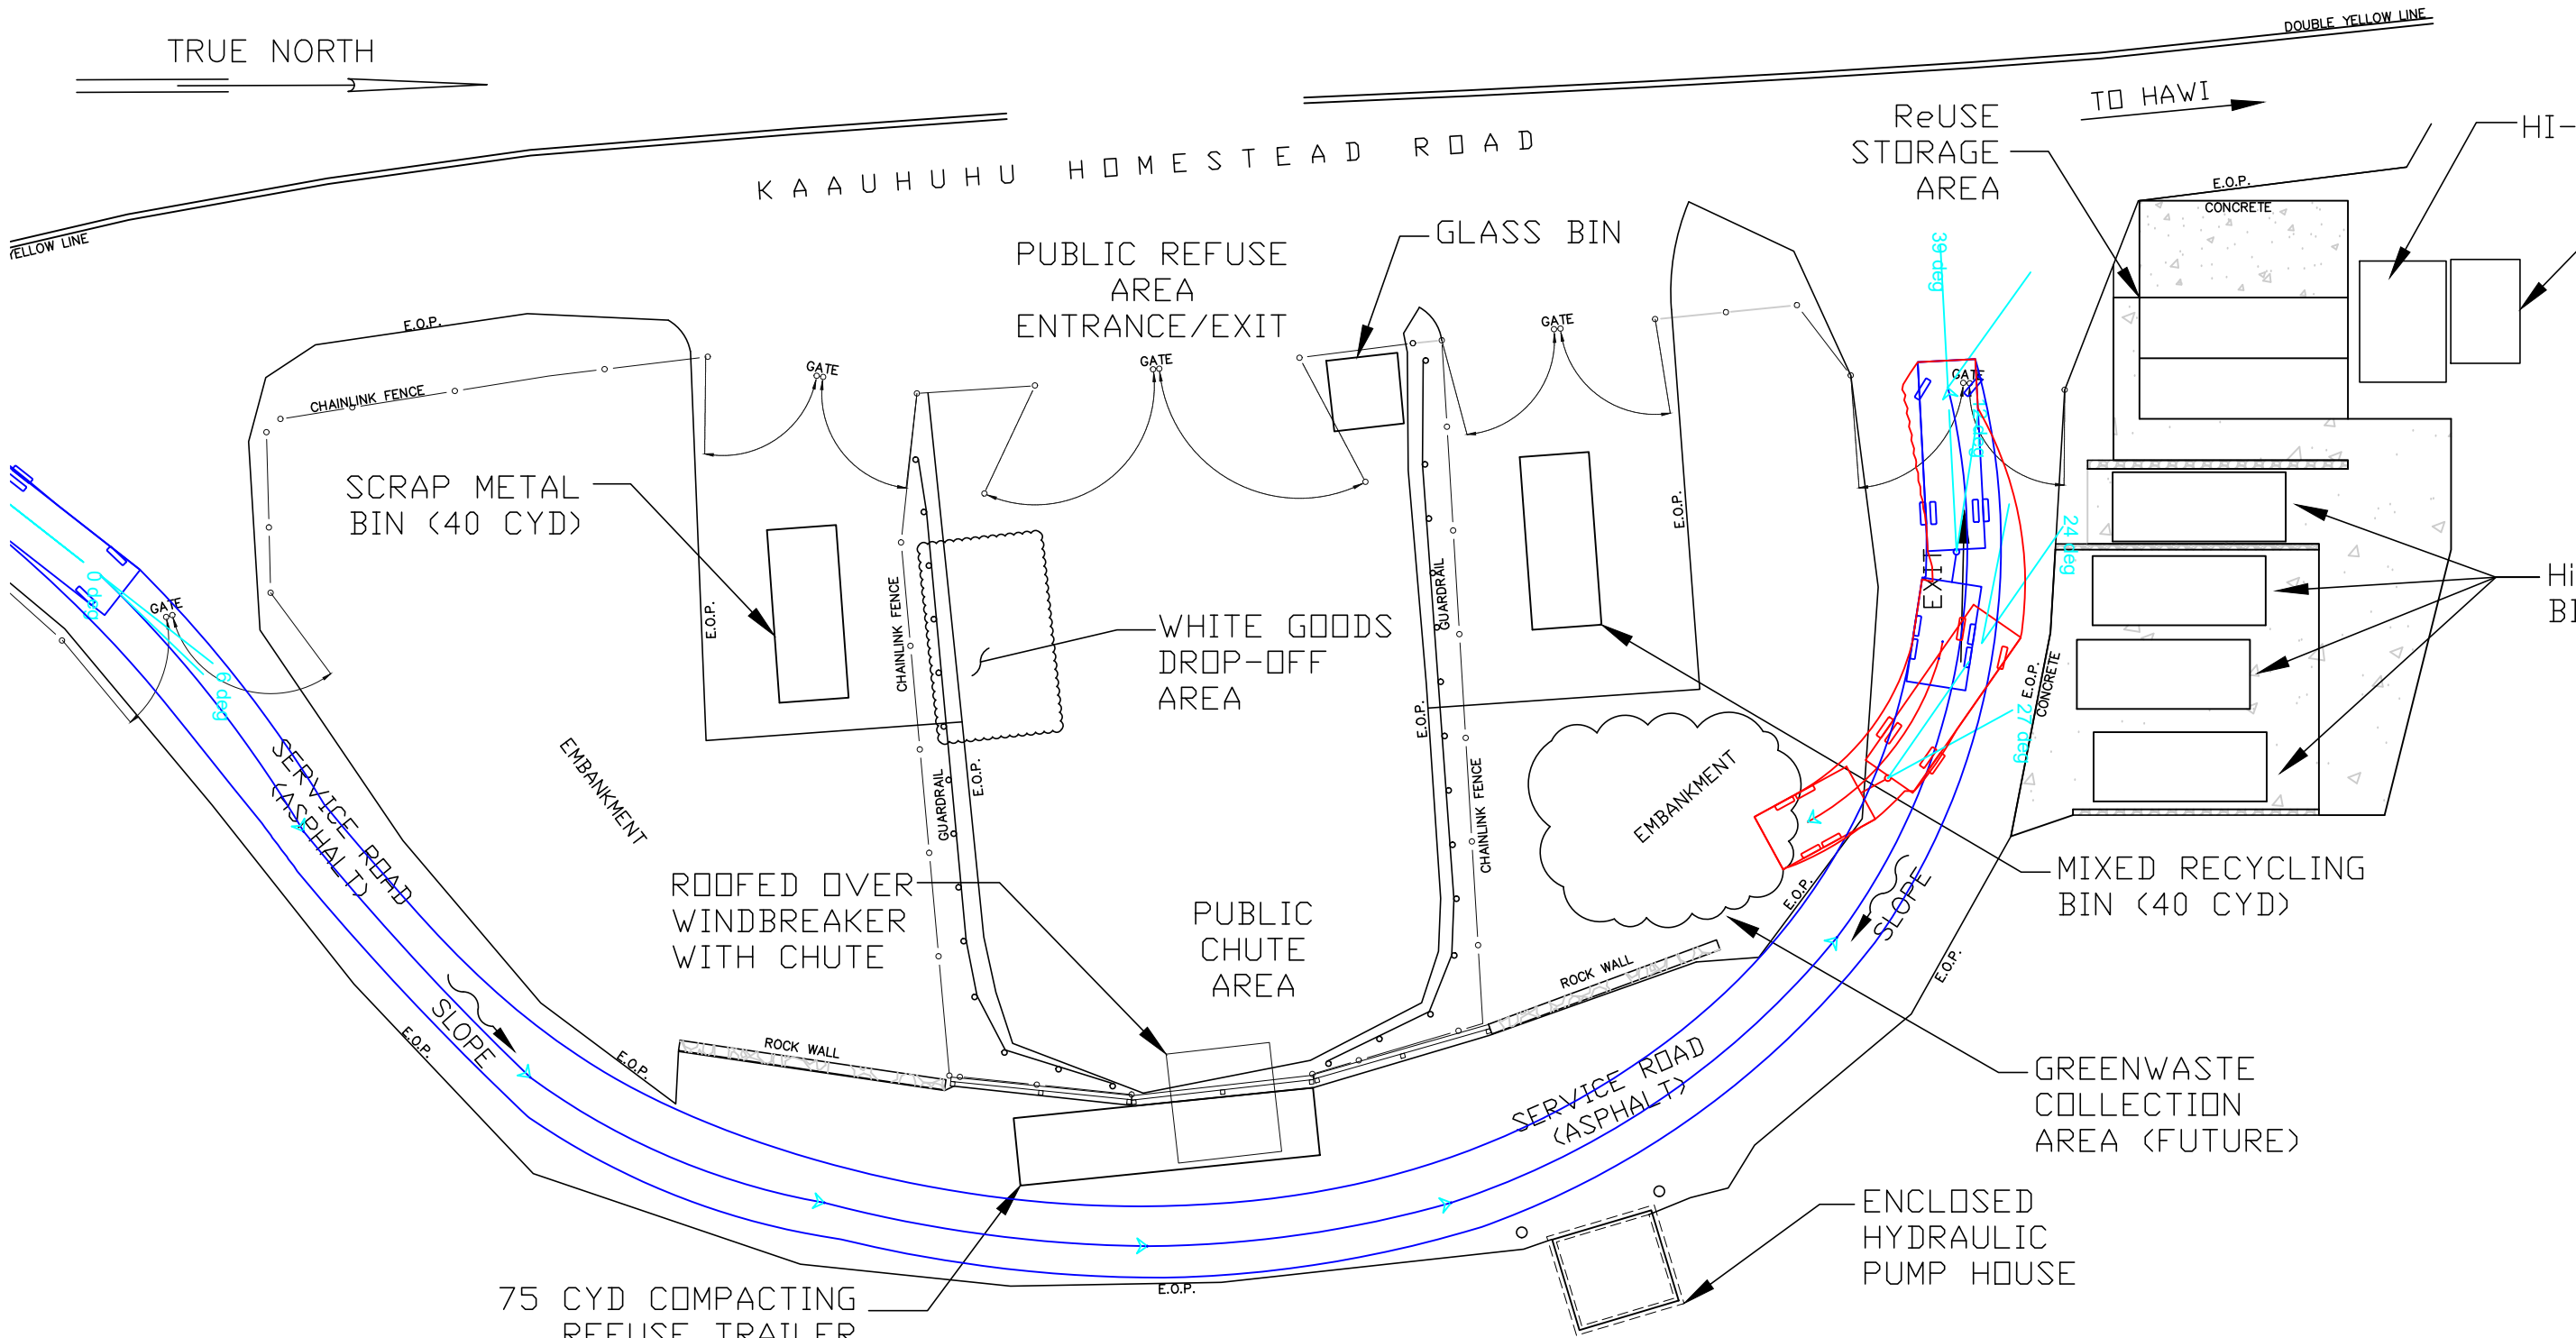 TRUE NORTH
DOUBLE YELLOW LINE
TO HAWI
ReUSE
STORAGE
AREA
HI-
E.O.P.
CONCRETE
KAAUHUHU HOMESTEAD ROAD
YELLOW LINE
GLASS BIN
PUBLIC REFUSE
AREA
ENTRANCE/EXIT
39 deg
E.O.P.
GATE
GATE
GATE
GATE
CHAINLINK FENCE
12 deg
SCRAP METAL
BIN (40 CYD)
E.O.P.
24 deg
EXIT
0 deg
GATE
E.O.P.
CHAINLINK FENCE
GUARDRAIL
Hi
BI
WHITE GOODS
DROP-OFF
AREA
6 deg
E.O.P.
CONCRETE
E.O.P.
27 deg
SERVICE ROAD
(ASPHALT)
EMBANKMENT
GUARDRAIL
E.O.P.
CHAINLINK FENCE
EMBANKMENT
ROOFED OVER
WINDBREAKER
WITH CHUTE
PUBLIC
CHUTE
AREA
E.O.P.
SLOPE
MIXED RECYCLING
BIN (40 CYD)
ROCK WALL
E.O.P.
SLOPE
E.O.P.
E.O.P.
ROCK WALL
SERVICE ROAD
(ASPHALT)
GREENWASTE
COLLECTION
AREA (FUTURE)
ENCLOSED
HYDRAULIC
PUMP HOUSE
E.O.P.
75 CYD COMPACTING
REFUSE TRAILER